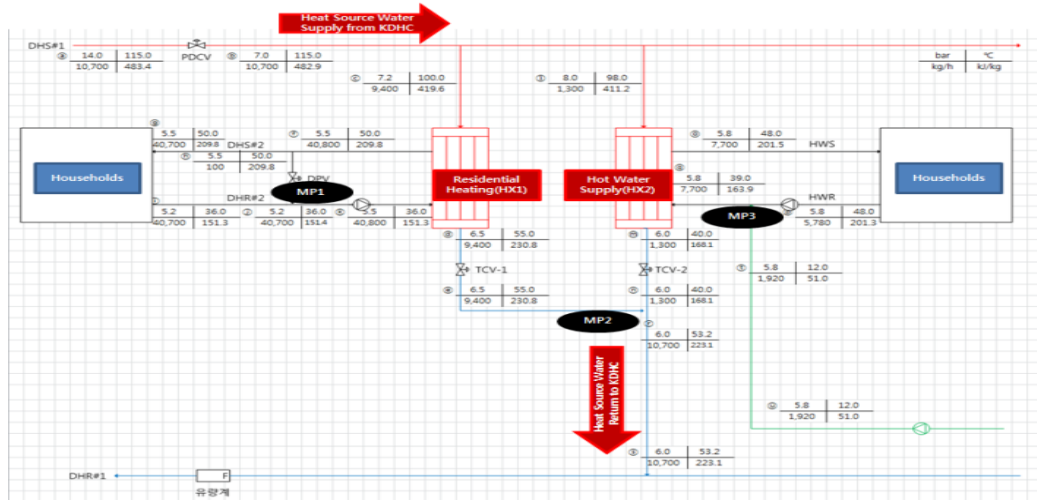 Heat Source Water
Supply from KDHC
DHS#1
14.0 115.0
10,700 483.4
PDCV
7.0 115.0
10,700 482.9
bar ℃
kg/h kJ/kg
7.2 100.0
9,400 419.6
8.0 98.0
1,300 411.2
5.5 50.0
40,700 209.8
DHS#2
5.5 50.0
40,800 209.8
5.5 50.0
100 209.8
DPV
MP1
DHR#2
5.2 36.0
40,700 151.3
5.2 36.0
40,700 151.4
5.5 36.0
40,800 151.3
Households
Residential
Heating(HX1)
Hot Water
Supply(HX2)
5.8 48.0
7,700 201.5
HWS
5.8 39.0
7,700 163.9
HWR
MP3
5.8 48.0
5,780 201.3
Households
6.5 55.0
9,400 230.8
6.0 40.0
1,300 168.1
TCV-1
TCV-2
5.8 12.0
1,920 51.0
6.5 55.0
9,400 230.8
6.0 40.0
1,300 168.1
MP2
6.0 53.2
10,700 223.1
Heat Source Water
Return to KDHC
5.8 12.0
1,920 51.0
6.0 53.2
10,700 223.1
DHR#1
F
유량계